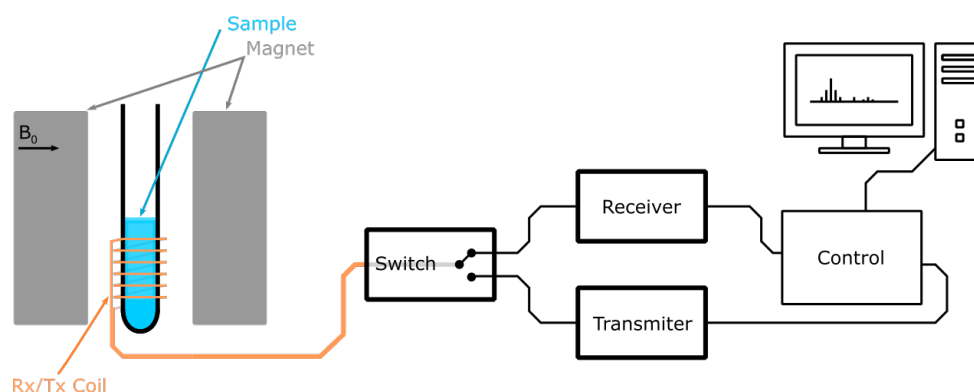 Sample
Magnet
B0
Receiver
Switch
Control
Transmiter
Rx/Tx Coil